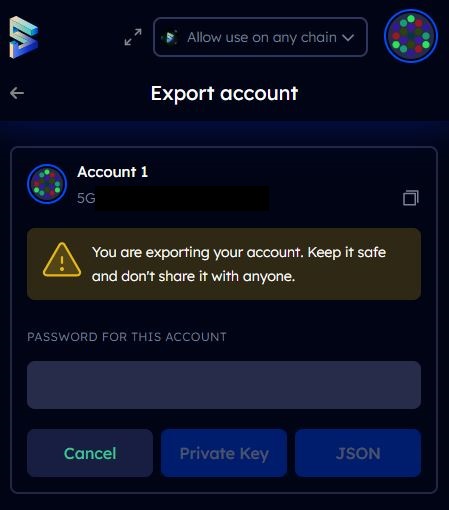 Allow use on any chain
Export account
Account 1
5G
You are exporting your account. Keep it safe
and don't share it with anyone.
PASSWORD FOR THIS ACCOUNT
Cancel
Private Key
JSON